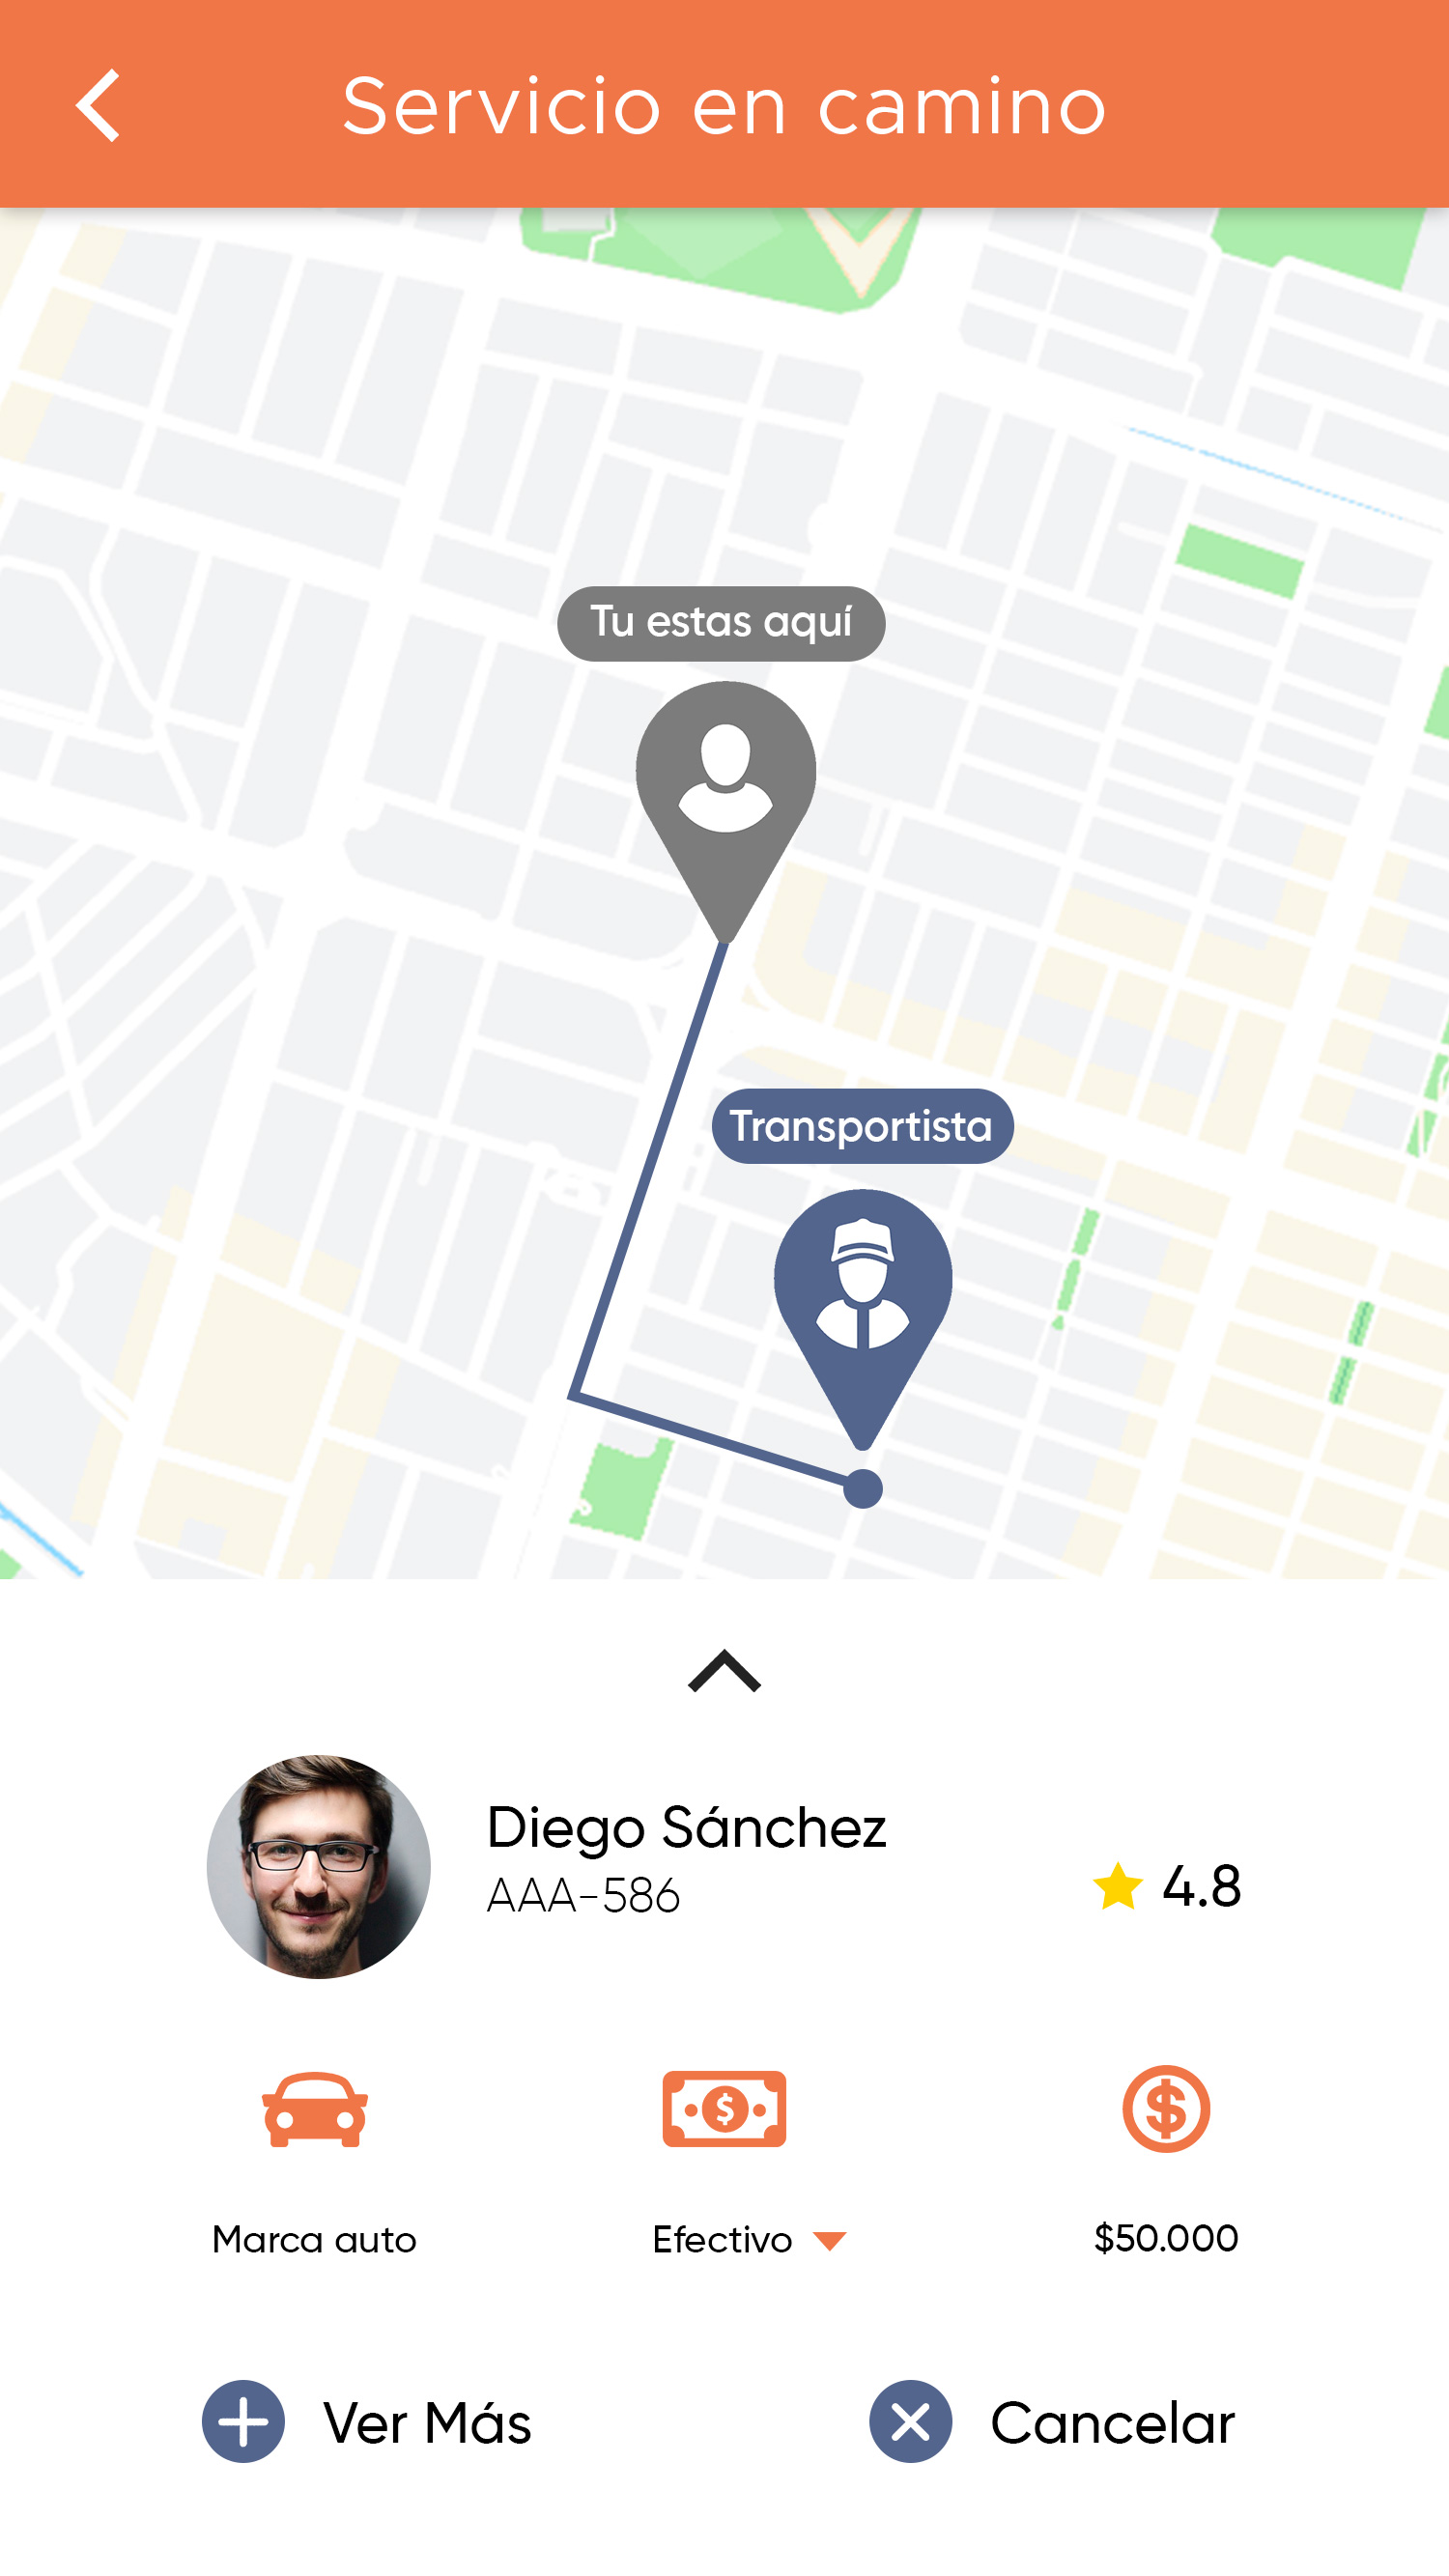 Servicio en camino
Tu estas aquí
Transportista
Diego Sánchez
AAA-586
4.8
Marca auto
Efectivo
$50.000
Ver Más
Cancelar